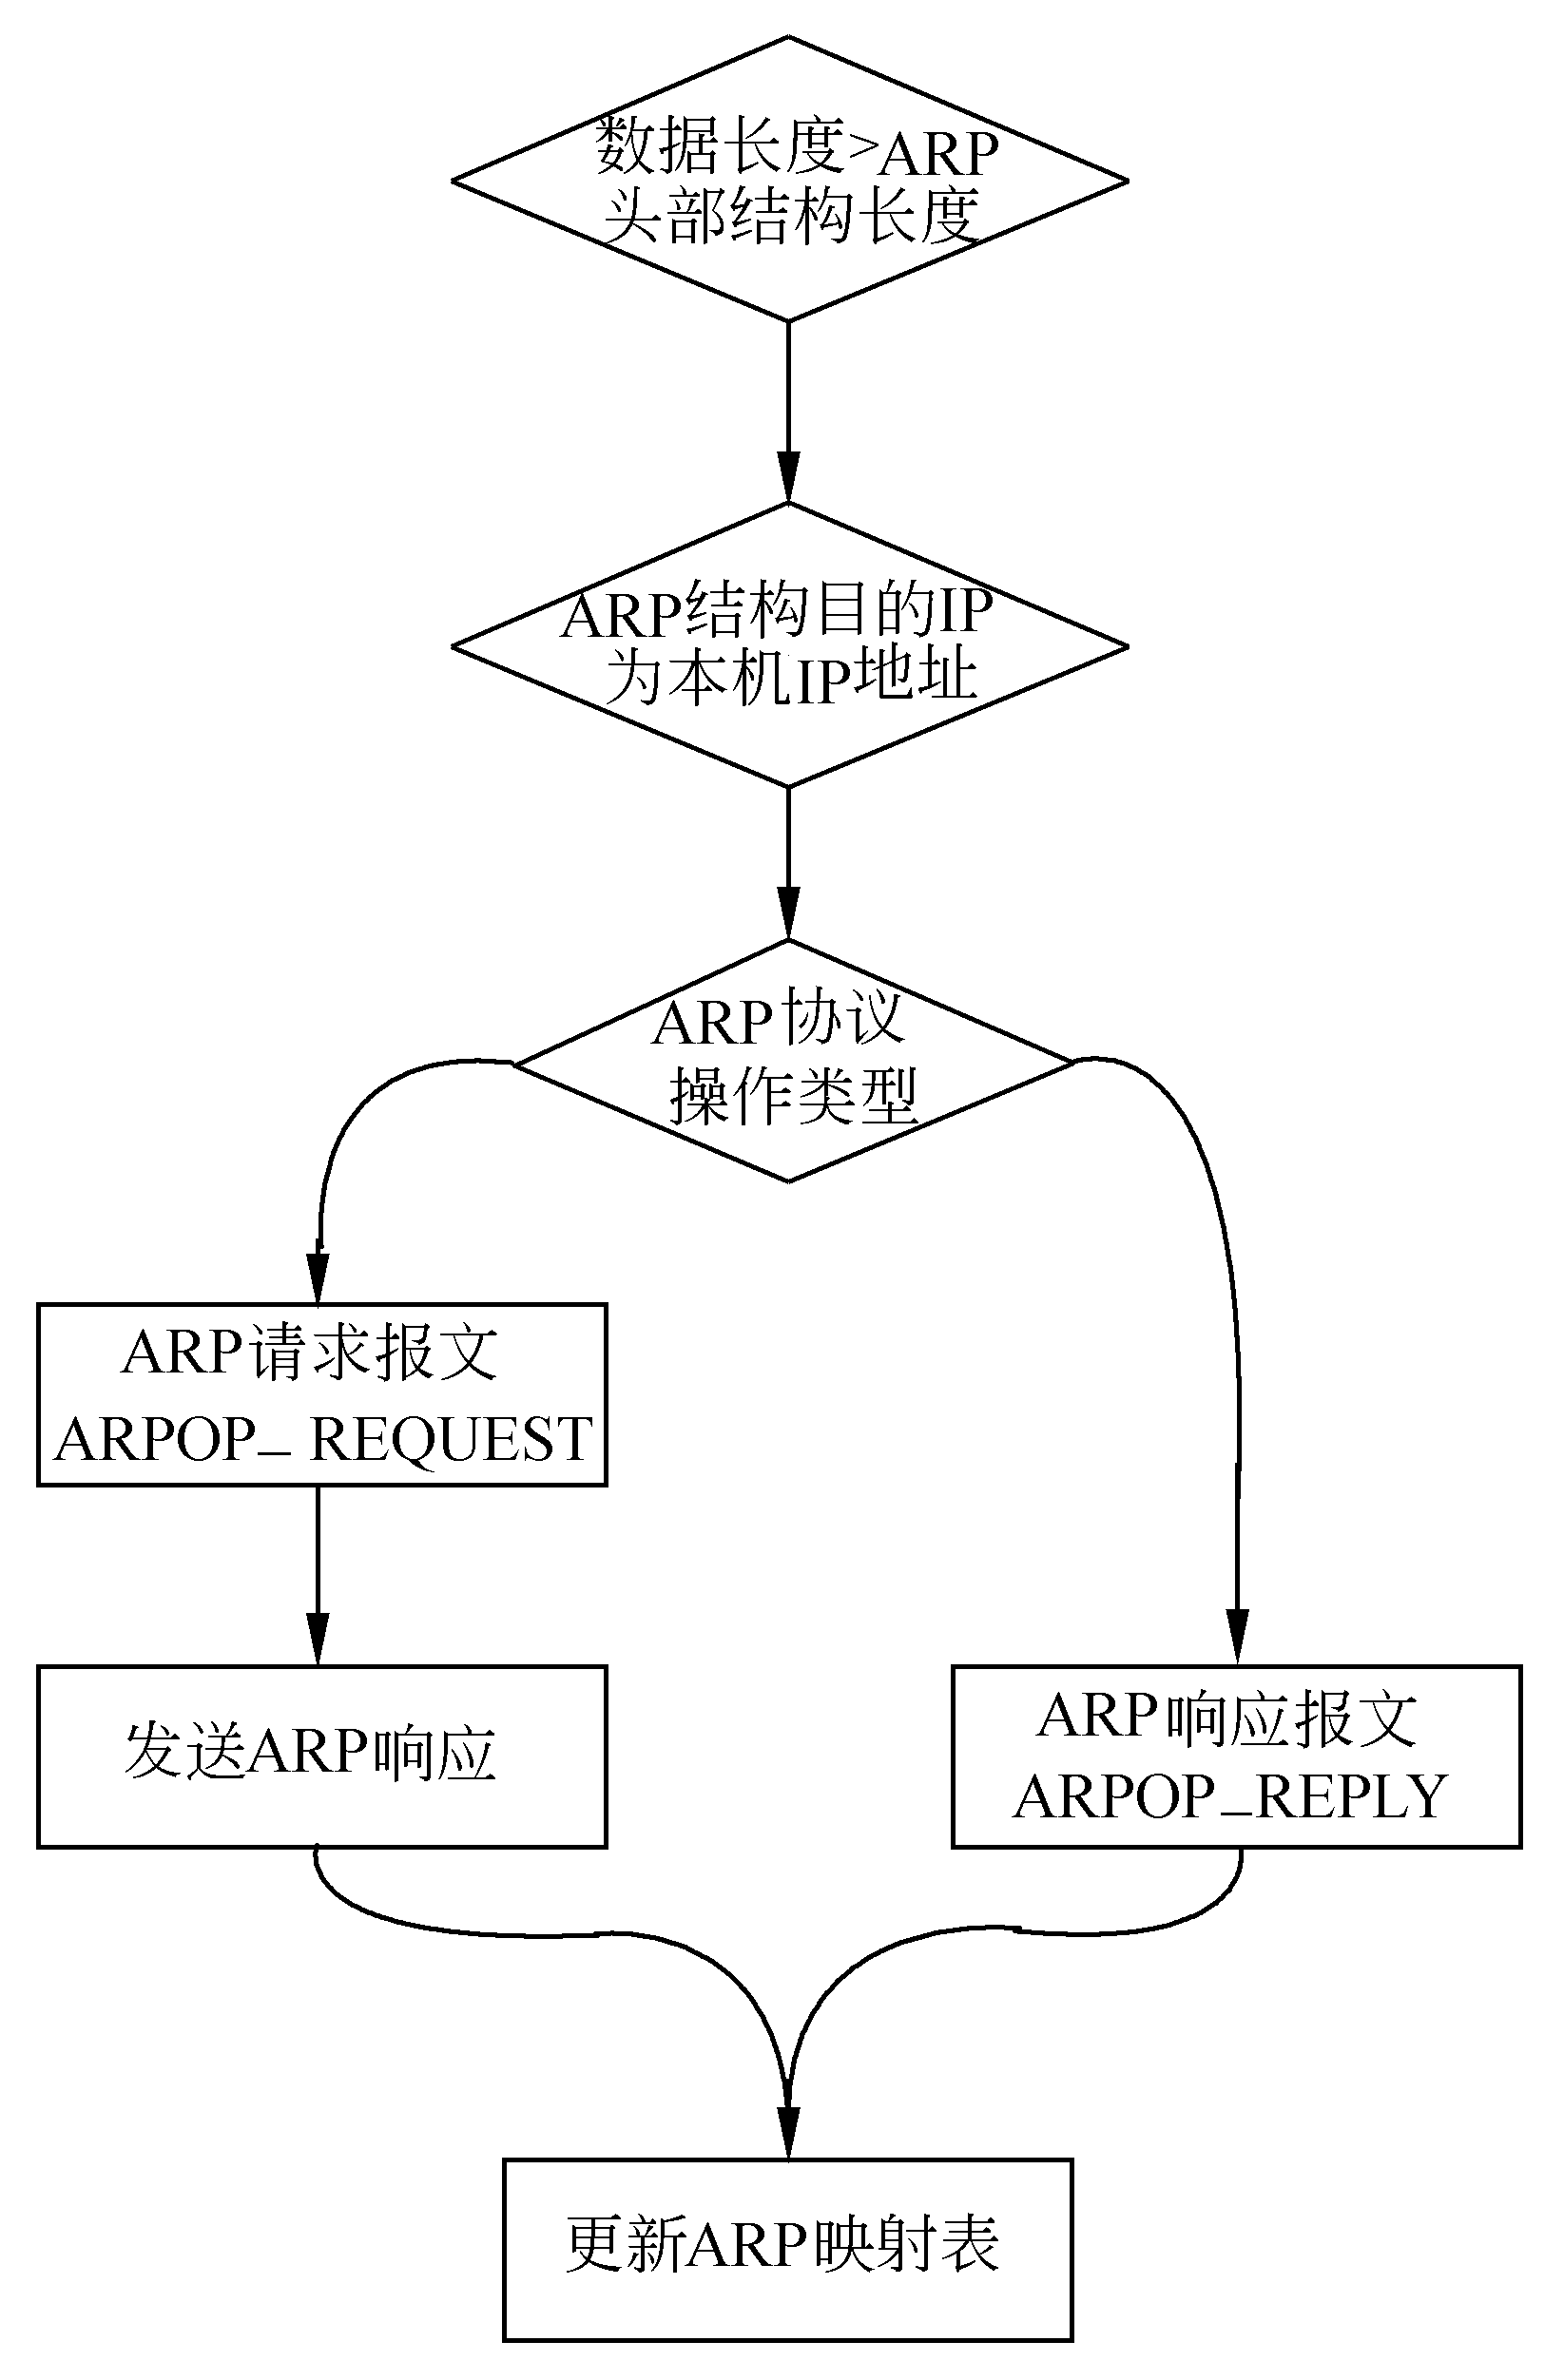 数据长度>ARP
头部结构长度
ARP结构目的IP
为本机IP地址
ARP协议
操作类型
ARP请求报文
ARPOP_ REQUEST
发送ARP响应
ARP响应报文
ARPOP_REPLY
更新ARP映射表